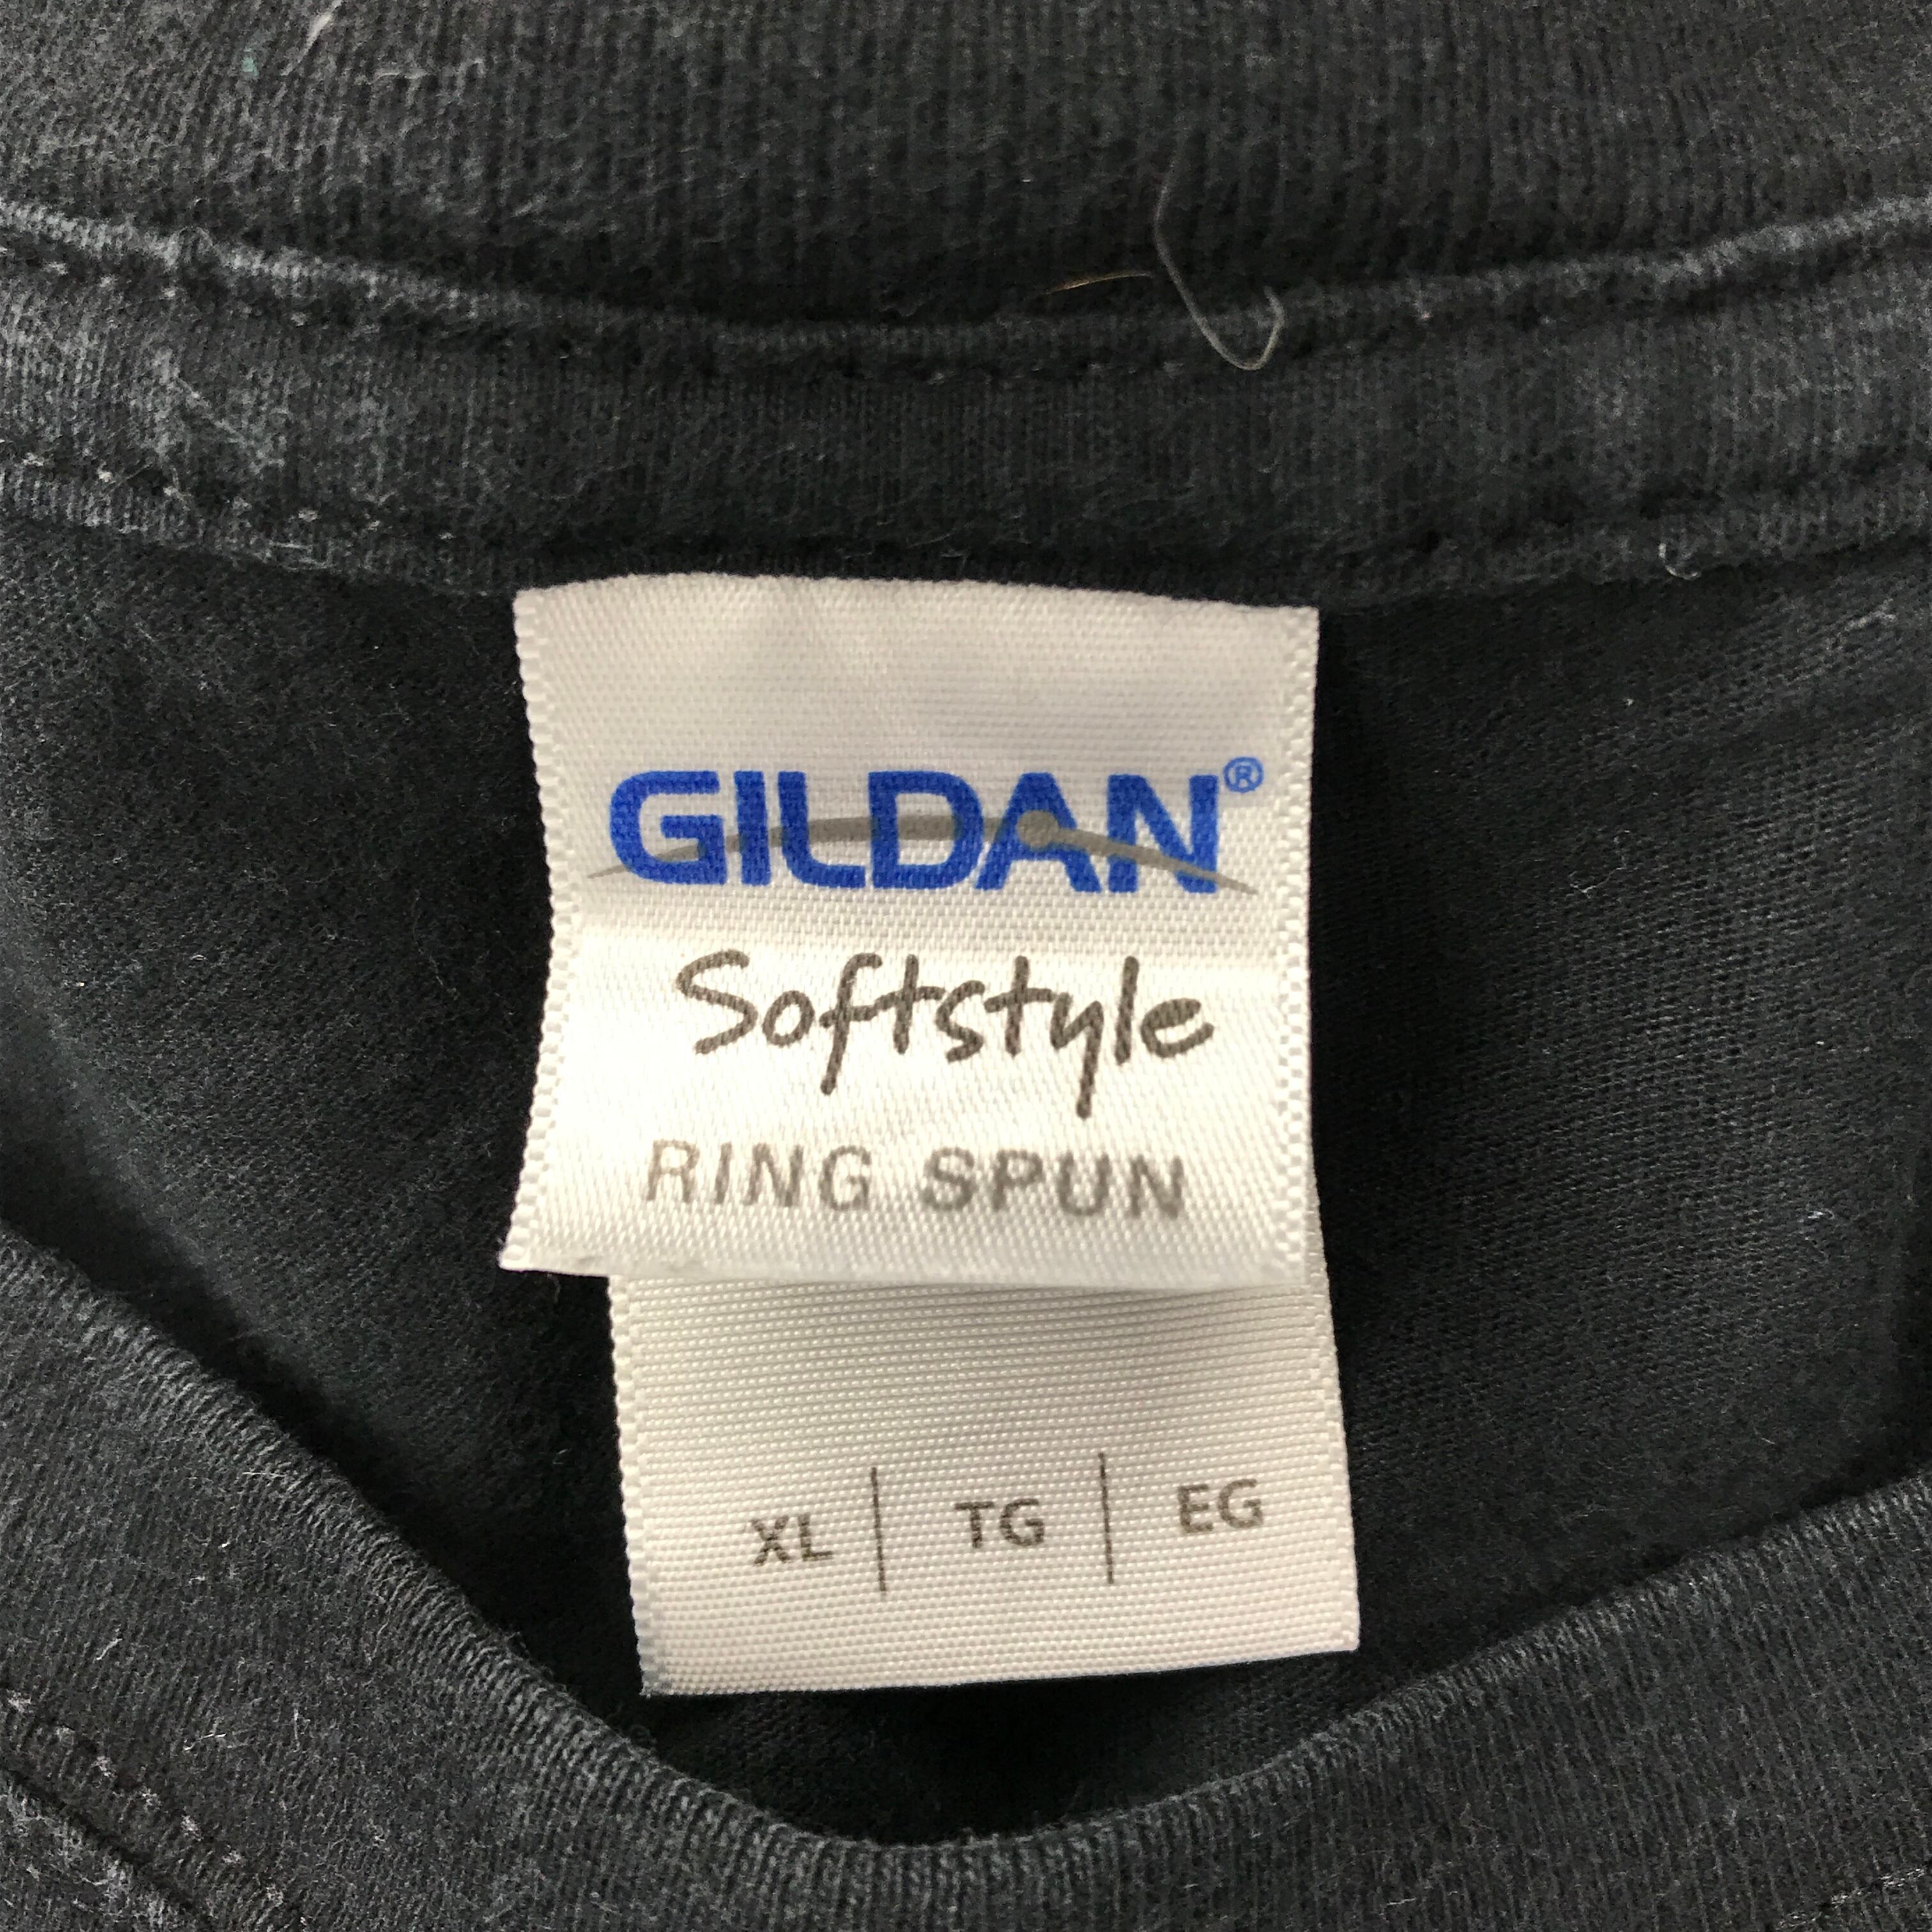 GILDAN®
Softstyle
RING SPUN
XL | TG | EG